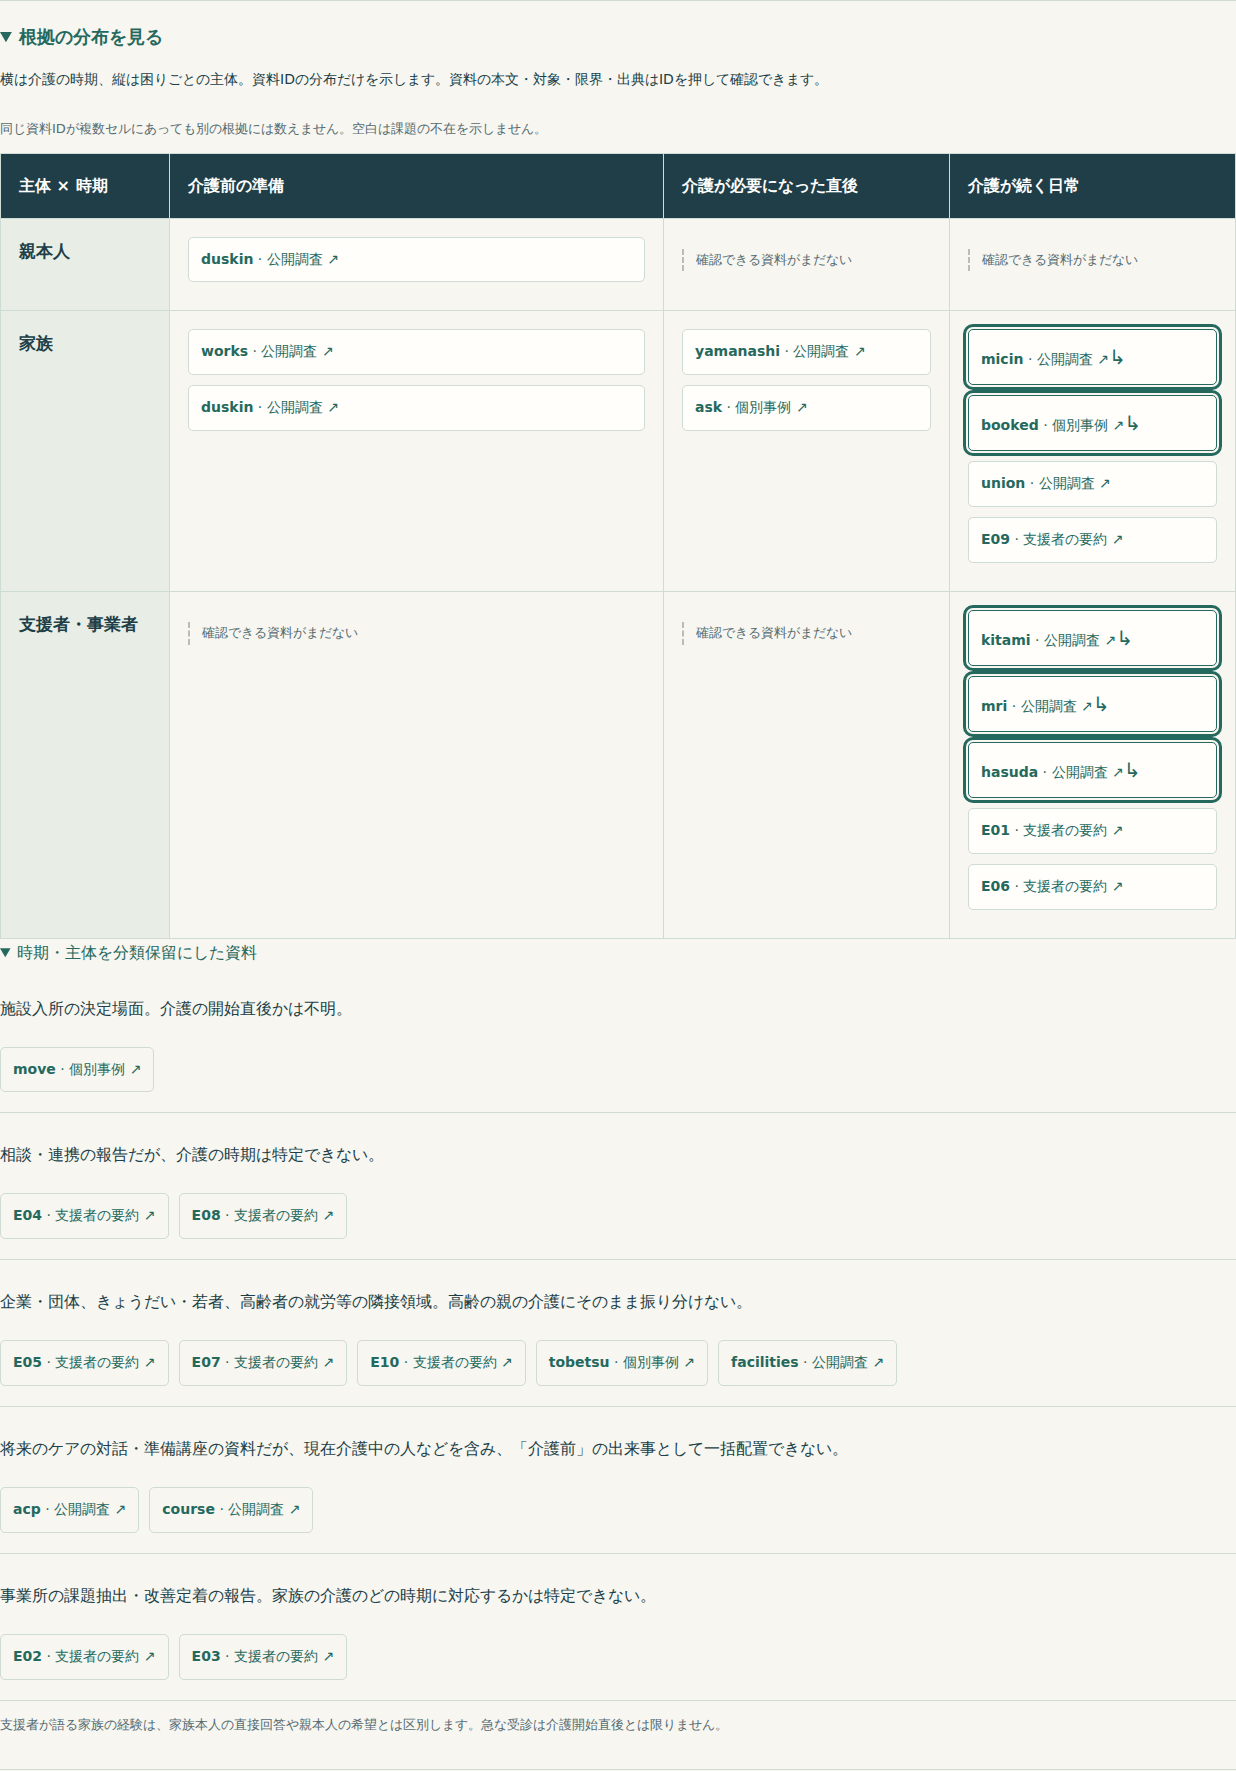 ▼ 根拠の分布を見る
横は介護の時期、縦は困りごとの主体。資料IDの分布だけを示します。資料の本文・対象・限界・出典はIDを押して確認できます。
同じ資料IDが複数セルにあっても別の根拠には数えません。空白は課題の不在を示しません。
主体 × 時期
介護前の準備
介護が必要になった直後
介護が続く日常
親本人
duskin · 公開調査 ↗
確認できる資料がまだない
確認できる資料がまだない
家族
works · 公開調査 ↗
duskin · 公開調査 ↗
yamanashi · 公開調査 ↗
ask · 個別事例 ↗
micin · 公開調査 ↗↳
booked · 個別事例 ↗↳
union · 公開調査 ↗
E09 · 支援者の要約 ↗
支援者・事業者
確認できる資料がまだない
確認できる資料がまだない
kitami · 公開調査 ↗↳
mri · 公開調査 ↗↳
hasuda · 公開調査 ↗↳
E01 · 支援者の要約 ↗
E06 · 支援者の要約 ↗
▼ 時期・主体を分類保留にした資料
施設入所の決定場面。介護の開始直後かは不明。
move · 個別事例 ↗
相談・連携の報告だが、介護の時期は特定できない。
E04 · 支援者の要約 ↗
E08 · 支援者の要約 ↗
企業・団体、きょうだい・若者、高齢者の就労等の隣接領域。高齢の親の介護にそのまま振り分けない。
E05 · 支援者の要約 ↗
E07 · 支援者の要約 ↗
E10 · 支援者の要約 ↗
tobetsu · 個別事例 ↗
facilities · 公開調査 ↗
将来のケアの対話・準備講座の資料だが、現在介護中の人などを含み、「介護前」の出来事として一括配置できない。
acp · 公開調査 ↗
course · 公開調査 ↗
事業所の課題抽出・改善定着の報告。家族の介護のどの時期に対応するかは特定できない。
E02 · 支援者の要約 ↗
E03 · 支援者の要約 ↗
支援者が語る家族の経験は、家族本人の直接回答や親本人の希望とは区別します。急な受診は介護開始直後とは限りません。